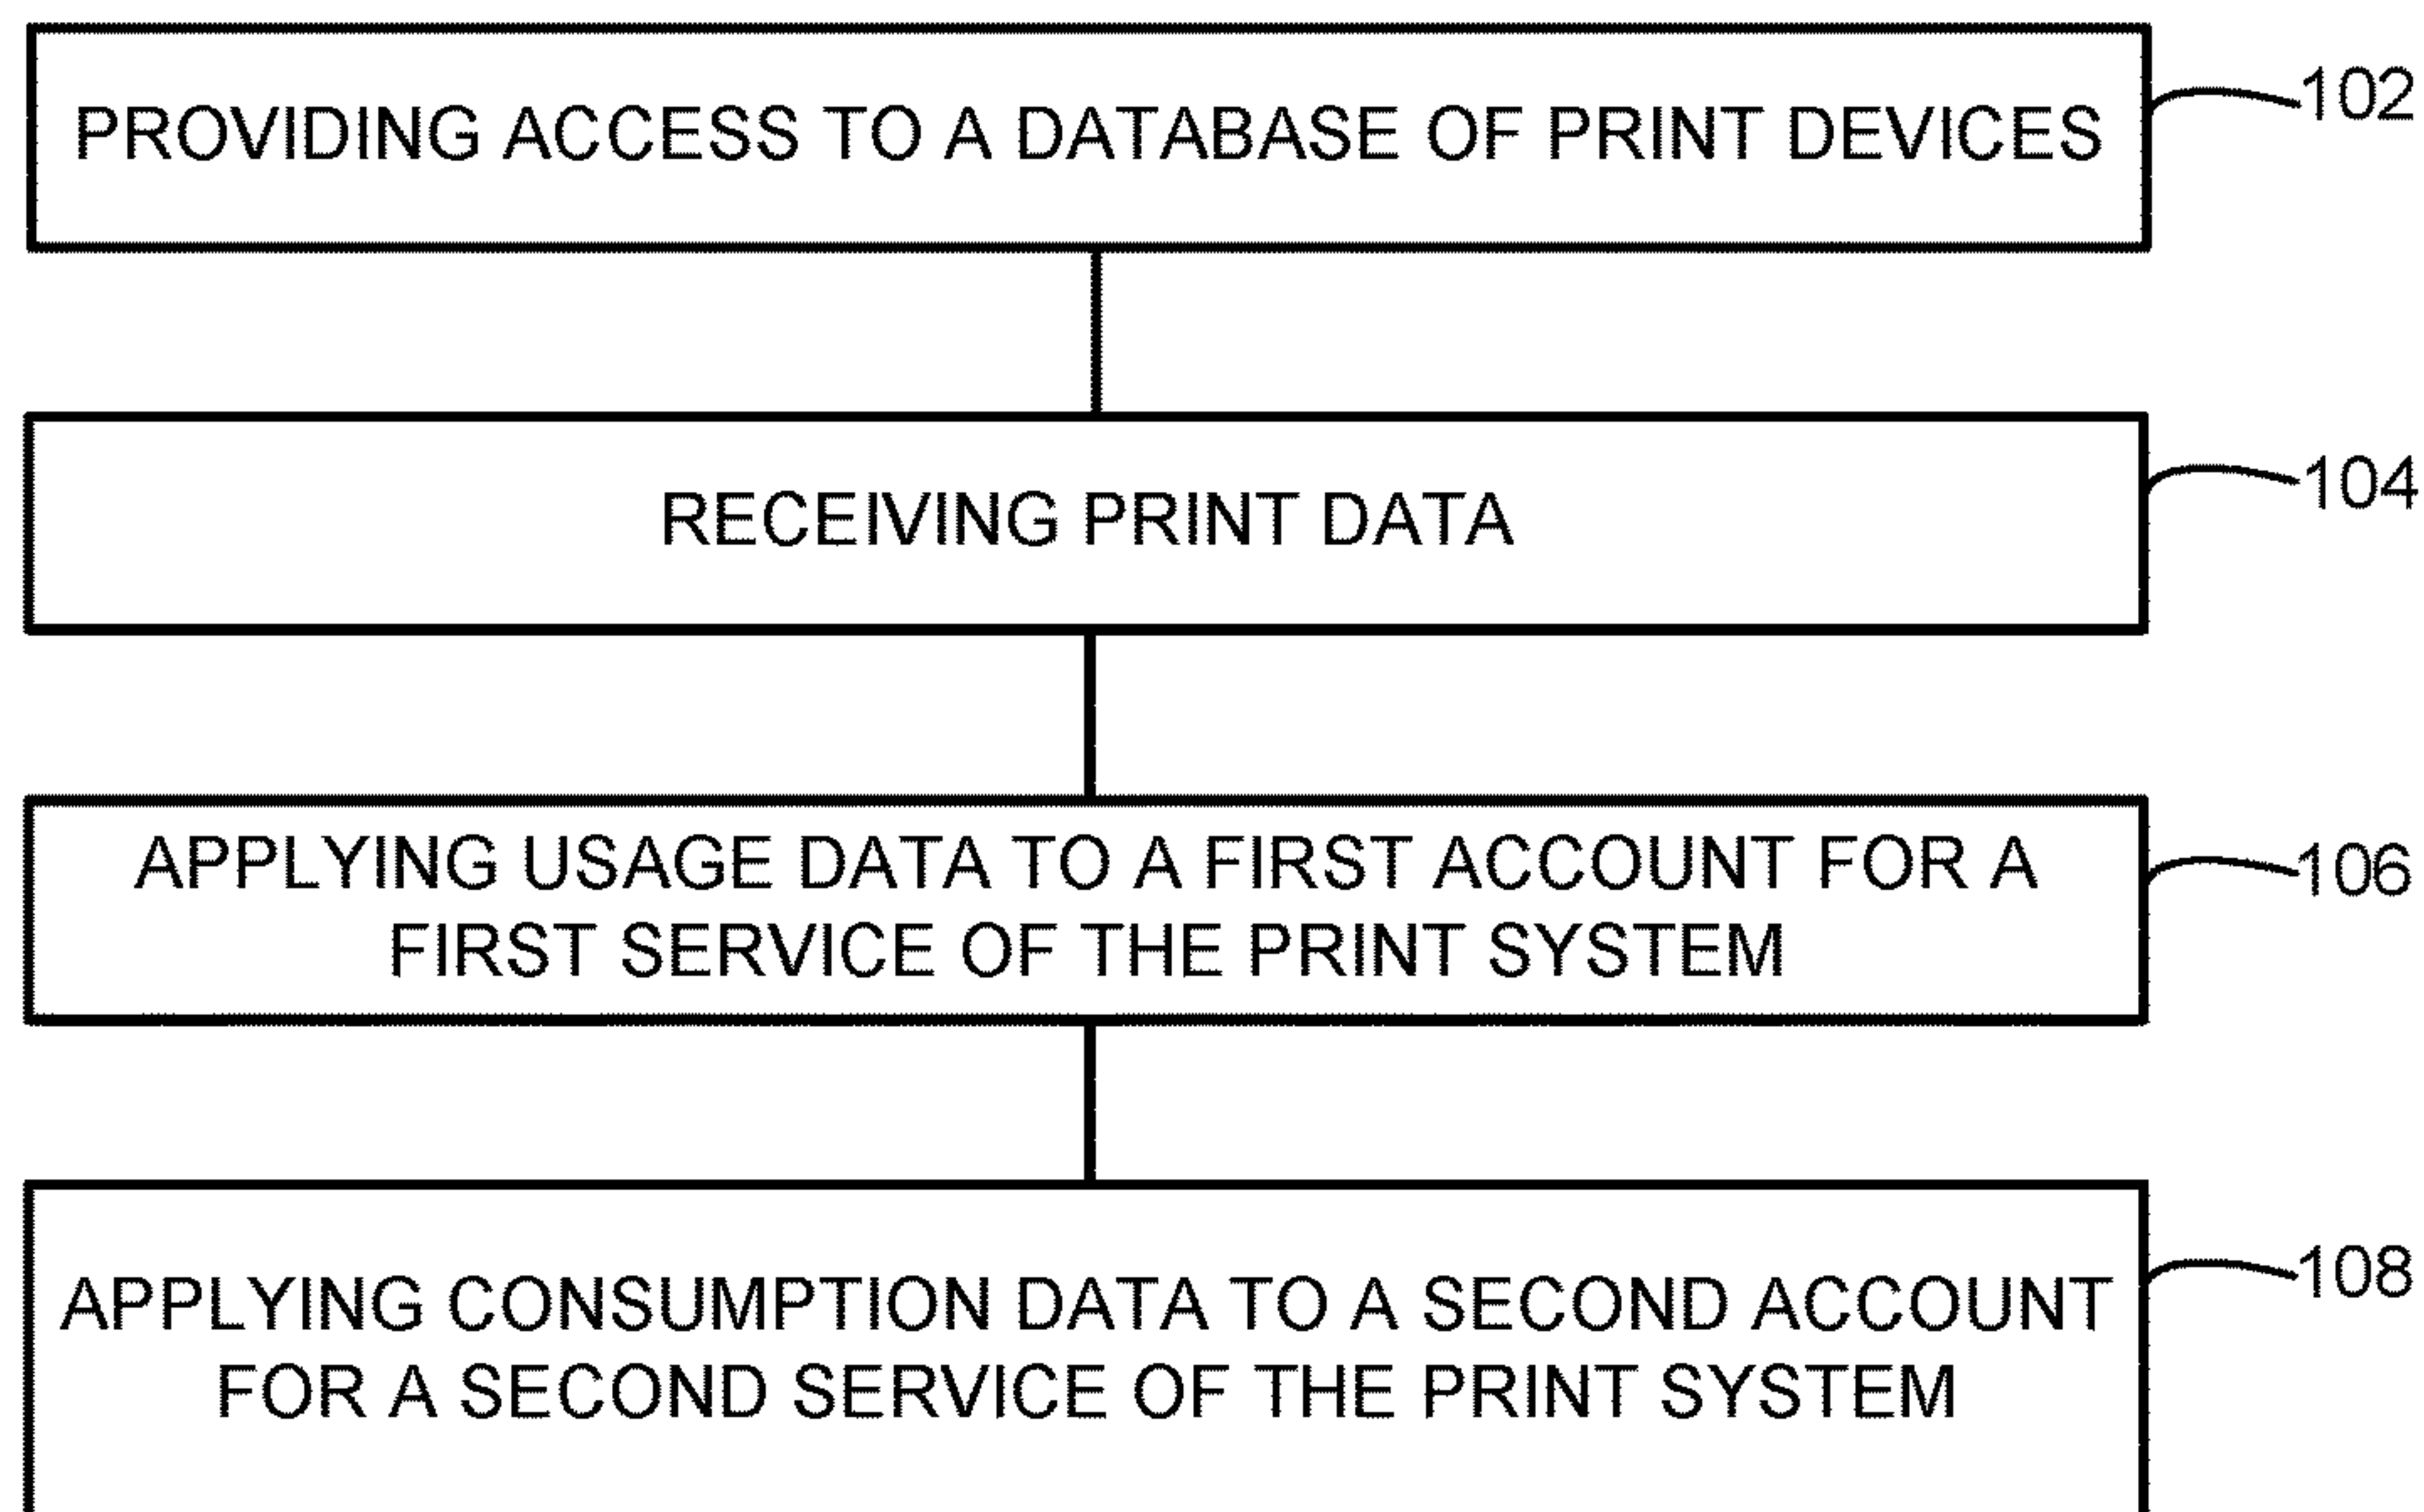 PROVIDING ACCESS TO A DATABASE OF PRINT DEVICES
102
RECEIVING PRINT DATA
104
APPLYING USAGE DATA TO A FIRST ACCOUNT FOR A
FIRST SERVICE OF THE PRINT SYSTEM
106
APPLYING CONSUMPTION DATA TO A SECOND ACCOUNT
FOR A SECOND SERVICE OF THE PRINT SYSTEM
108